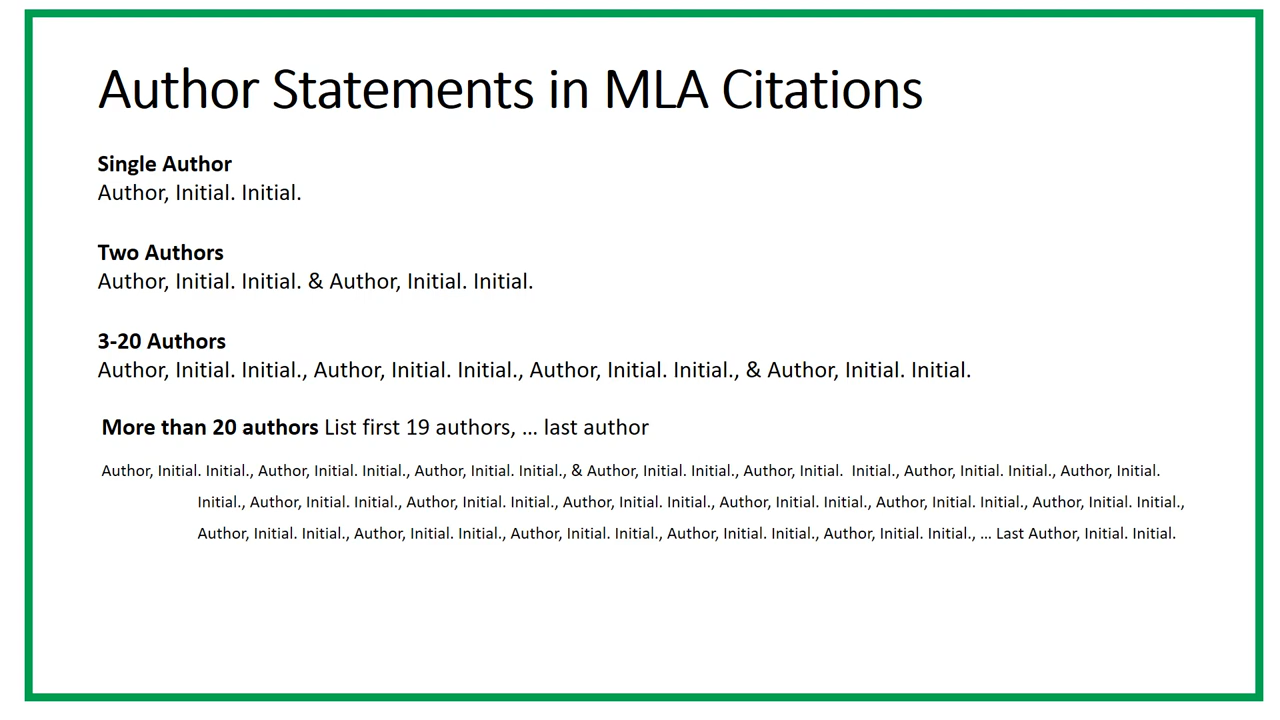 Author Statements in MLA Citations
Single Author
Author, Initial. Initial.
Two Authors
Author, Initial. Initial. & Author, Initial. Initial.
3-20 Authors
Author, Initial. Initial., Author, Initial. Initial., Author, Initial. Initial., & Author, Initial. Initial.
More than 20 authors List first 19 authors, ... last author
Author, Initial. Initial., Author, Initial. Initial., Author, Initial. Initial., & Author, Initial. Initial., Author, Initial.  Initial., Author, Initial. Initial., Author, Initial.
Initial., Author, Initial. Initial., Author, Initial. Initial., Author, Initial. Initial., Author, Initial. Initial., Author, Initial. Initial., Author, Initial. Initial.,
Author, Initial. Initial., Author, Initial. Initial., Author, Initial. Initial., Author, Initial. Initial., Author, Initial. Initial., ... Last Author, Initial. Initial.